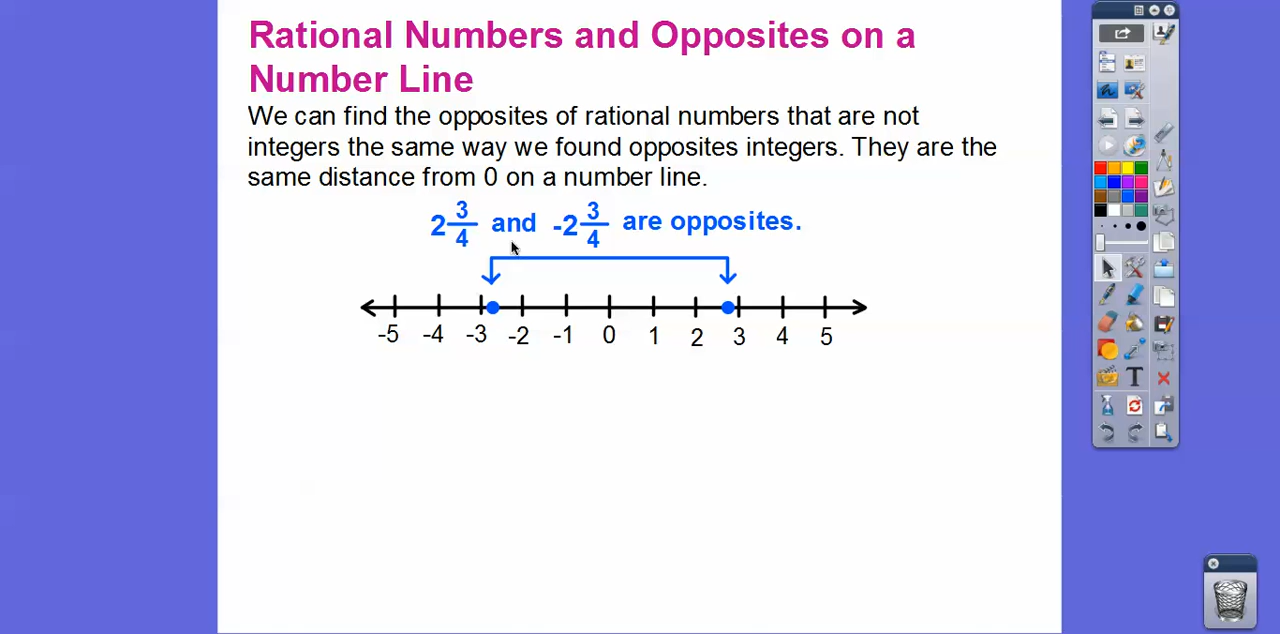 Rational Numbers and Opposites on a
Number Line
We can find the opposites of rational numbers that are not
integers the same way we found opposites integers. They are the
same distance from 0 on a number line.
2 3/4 and -2 3/4 are opposites.
-5 -4 -3 -2 -1 0 1 2 3 4 5
T